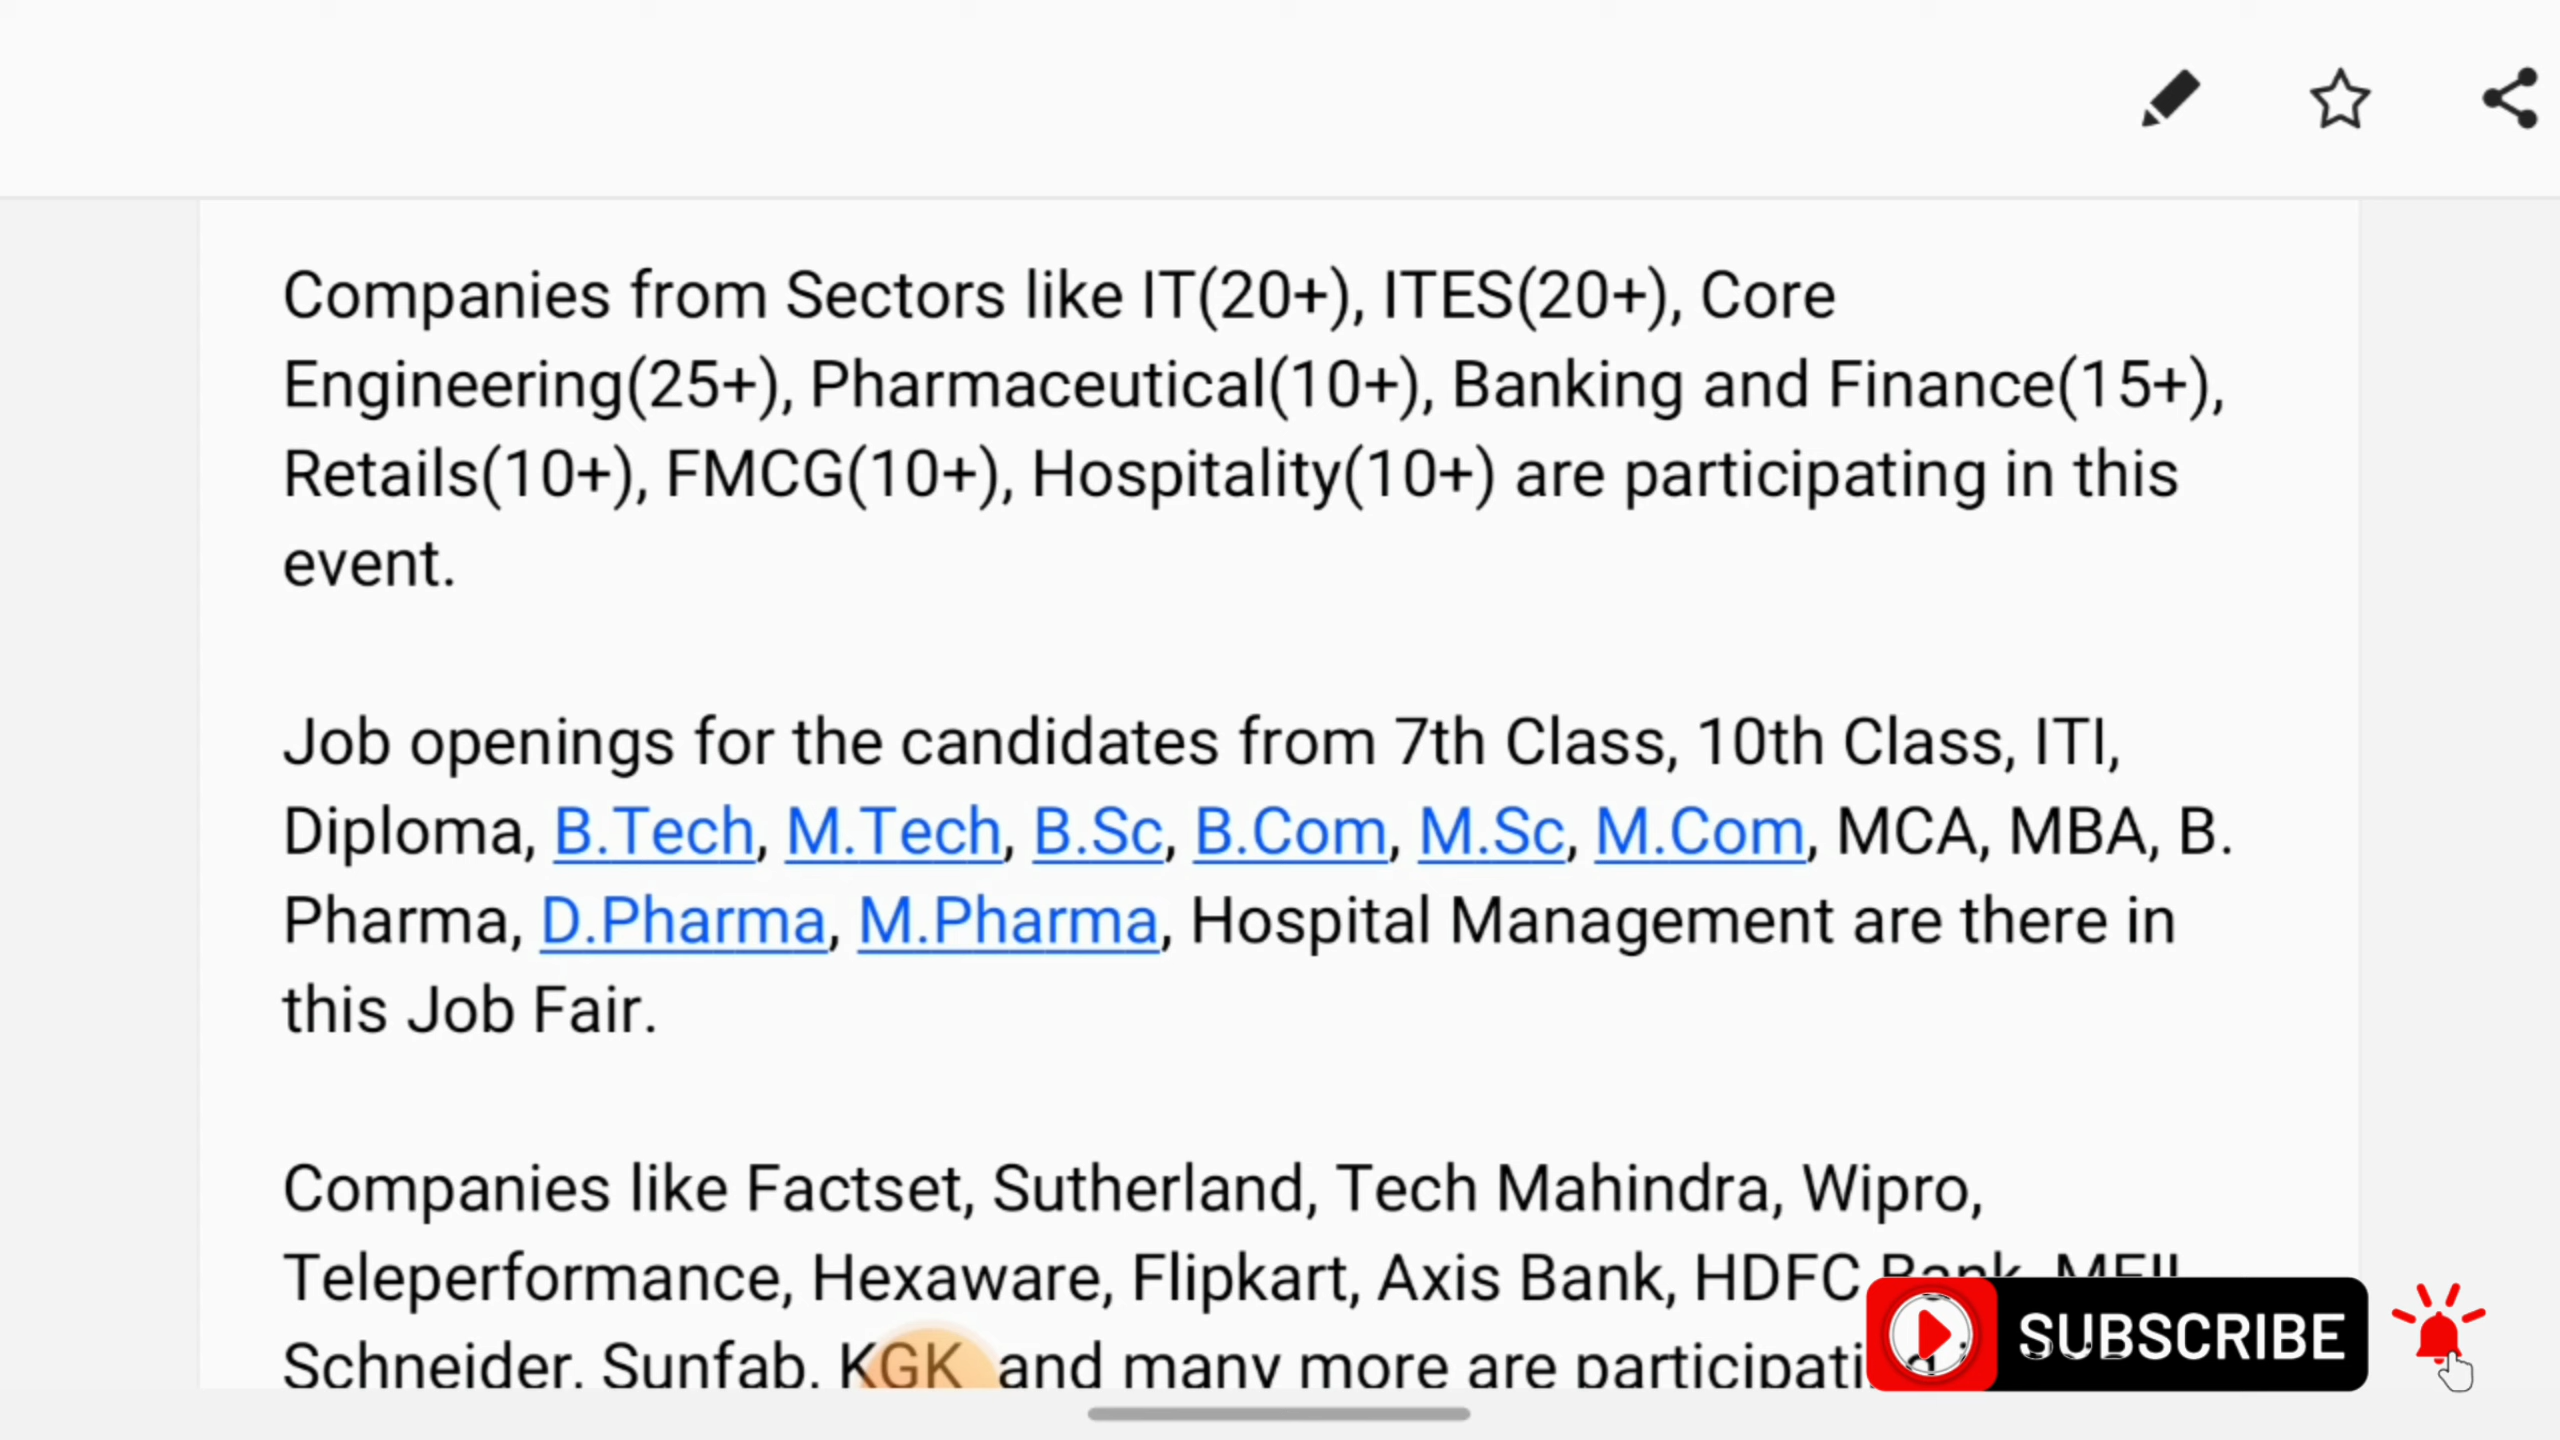 Companies from Sectors like IT(20+), ITES(20+), Core
Engineering(25+), Pharmaceutical(10+), Banking and Finance(15+),
Retails(10+), FMCG(10+), Hospitality(10+) are participating in this
event.
Job openings for the candidates from 7th Class, 10th Class, ITI,
Diploma, B.Tech, M.Tech, B.Sc, B.Com, M.Sc, M.Com, MCA, MBA, B.
Pharma, D.Pharma, M.Pharma, Hospital Management are there in
this Job Fair.
Companies like Factset, Sutherland, Tech Mahindra, Wipro,
Teleperformance, Hexaware, Flipkart, Axis Bank, HDFC Bank,
Schneider, Sunfab, KGK and many more are
SUBSCRIBE